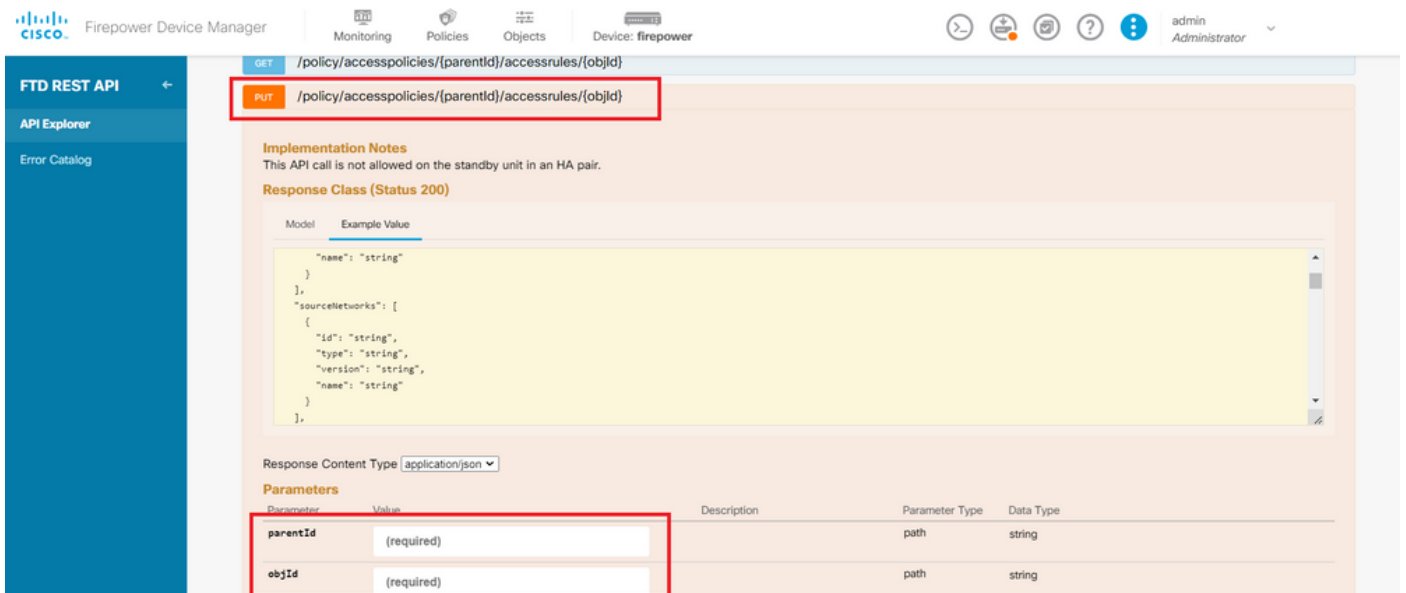 CISCO
Firepower Device Manager
Monitoring
Policies
Objects
Device: firepower
admin
Administrator
FTD REST API
API Explorer
Error Catalog
GET /policy/accesspolicies/{parentId}/accessrules/{objId}
PUT /policy/accesspolicies/{parentId}/accessrules/{objId}
Implementation Notes
This API call is not allowed on the standby unit in an HA pair.
Response Class (Status 200)
Model Example Value
"name": "string"
}
],
"sourceNetworks": [
{
"id": "string",
"type": "string",
"version": "string",
"name": "string"
}
],
Response Content Type application/json
Parameters
Parameter Value Description Parameter Type Data Type
parentId (required) path string
objId (required) path string